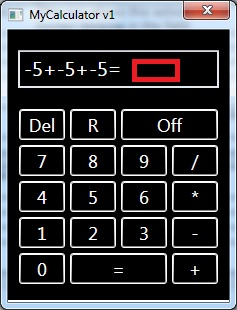 MyCalculator v1
-5+-5+-5=
Del R Off
7 8 9 /
4 5 6 *
1 2 3 -
0 = +